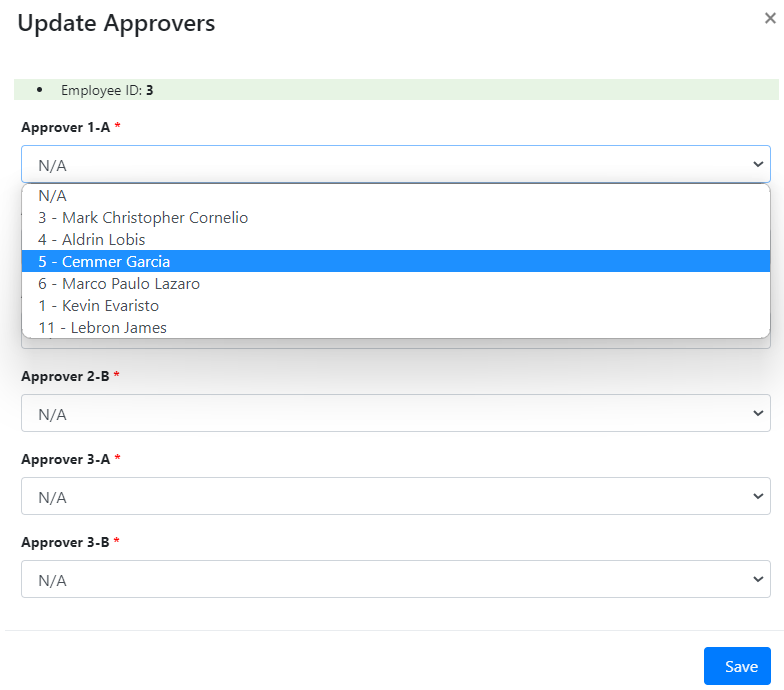 Update Approvers
×
• Employee ID: 3
Approver 1-A *
N/A
N/A
3 - Mark Christopher Cornelio
4 - Aldrin Lobis
5 - Cemmer Garcia
6 - Marco Paulo Lazaro
1 - Kevin Evaristo
11 - Lebron James
Approver 2-B *
N/A
Approver 3-A *
N/A
Approver 3-B *
N/A
Save